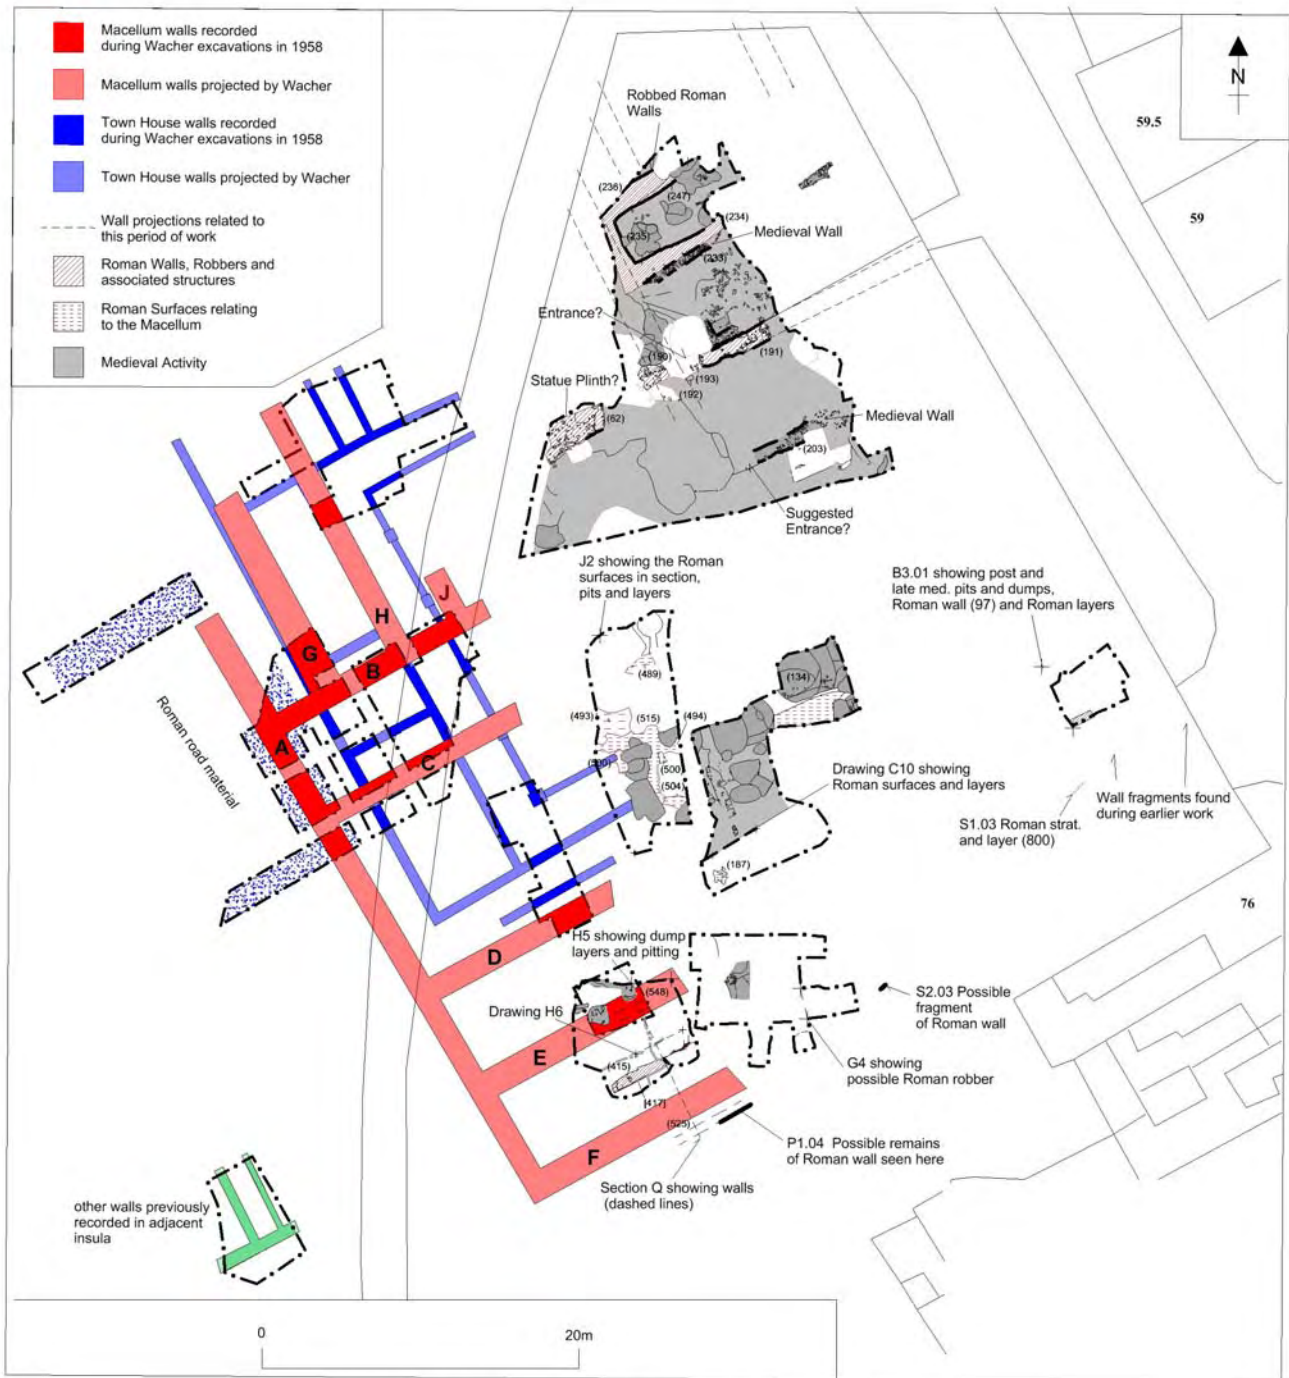 Macellum walls recorded
during Wacher excavations in 1958
Macellum walls projected by Wacher
Town House walls recorded
during Wacher excavations in 1958
Town House walls projected by Wacher
Wall projections related to
this period of work
Roman Walls, Robbers and
associated structures
Roman Surfaces relating
to the Macellum
Medieval Activity
N
59.5
59
Robbed Roman
Walls
(236)
(247)
(235)
(234)
Medieval Wall
(233)
Entrance?
(190)
(191)
(193)
(192)
Statue Plinth?
(62)
Medieval Wall
(203)
Suggested
Entrance?
J2 showing the Roman
surfaces in section,
pits and layers
B3.01 showing post and
late med. pits and dumps,
Roman wall (97) and Roman layers
H
J
G
B
A
C
Roman road material
(489)
(134)
(493)
(515)
(494)
(500)
(504)
Drawing C10 showing
Roman surfaces and layers
Wall fragments found
during earlier work
S1.03 Roman strat.
and layer (800)
(187)
76
D
H5 showing dump
layers and pitting
(548)
Drawing H6
S2.03 Possible
fragment
of Roman wall
E
(415)
G4 showing
possible Roman robber
[417]
(525)
F
P1.04 Possible remains
of Roman wall seen here
Section Q showing walls
(dashed lines)
other walls previously
recorded in adjacent
insula
0
20m